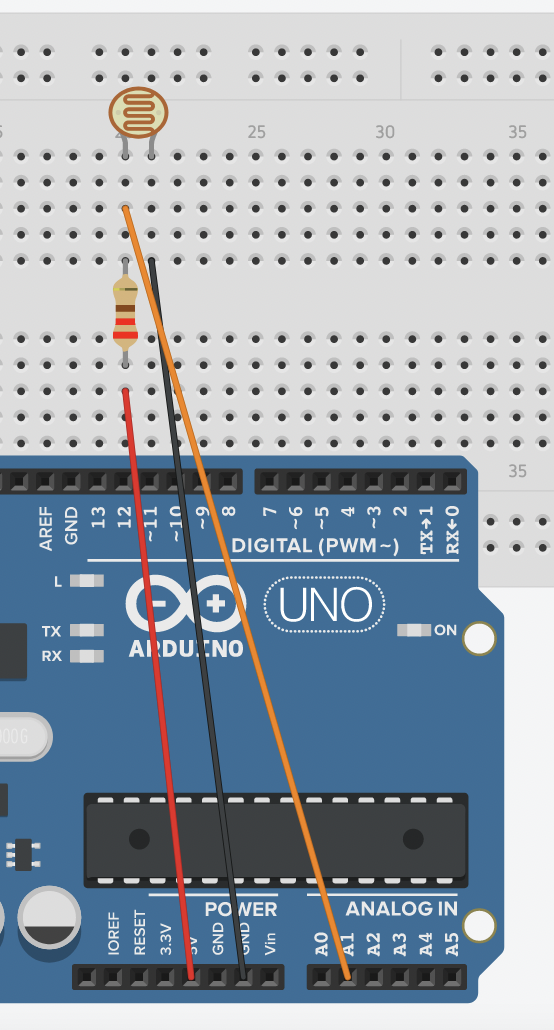 25
30
35
35
AREF
GND
13
12
~11
~10
~9
8
7
~6
~5
4
~3
2
TX→1
RX←0
DIGITAL (PWM~)
L
TX
RX
ARDUINO
UNO
ON
POWER
ANALOG IN
IOREF
RESET
3.3V
5V
GND
GND
Vin
A0
A1
A2
A3
A4
A5